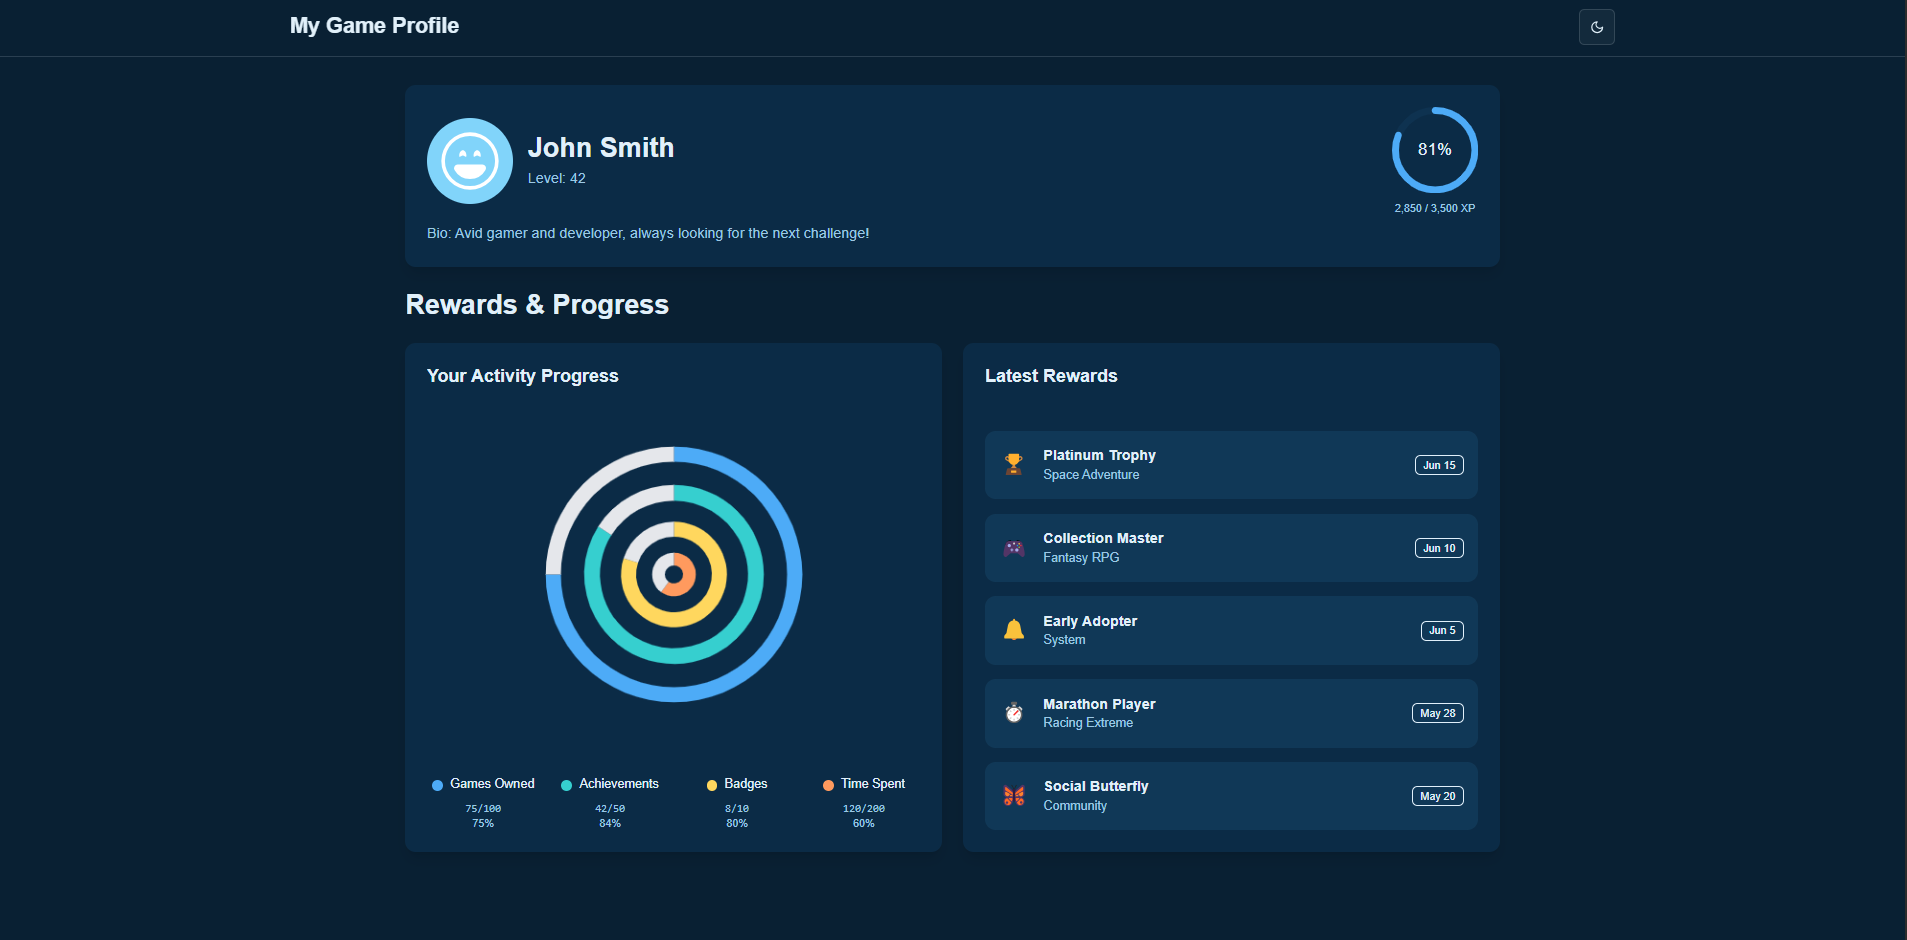 My Game Profile
John Smith
Level: 42
81%
2,850 / 3,500 XP
Bio: Avid gamer and developer, always looking for the next challenge!
Rewards & Progress
Your Activity Progress
Games Owned
75/100
75%
Achievements
42/50
84%
Badges
8/10
80%
Time Spent
120/200
60%
Latest Rewards
Platinum Trophy
Space Adventure
Jun 15
Collection Master
Fantasy RPG
Jun 10
Early Adopter
System
Jun 5
Marathon Player
Racing Extreme
May 28
Social Butterfly
Community
May 20